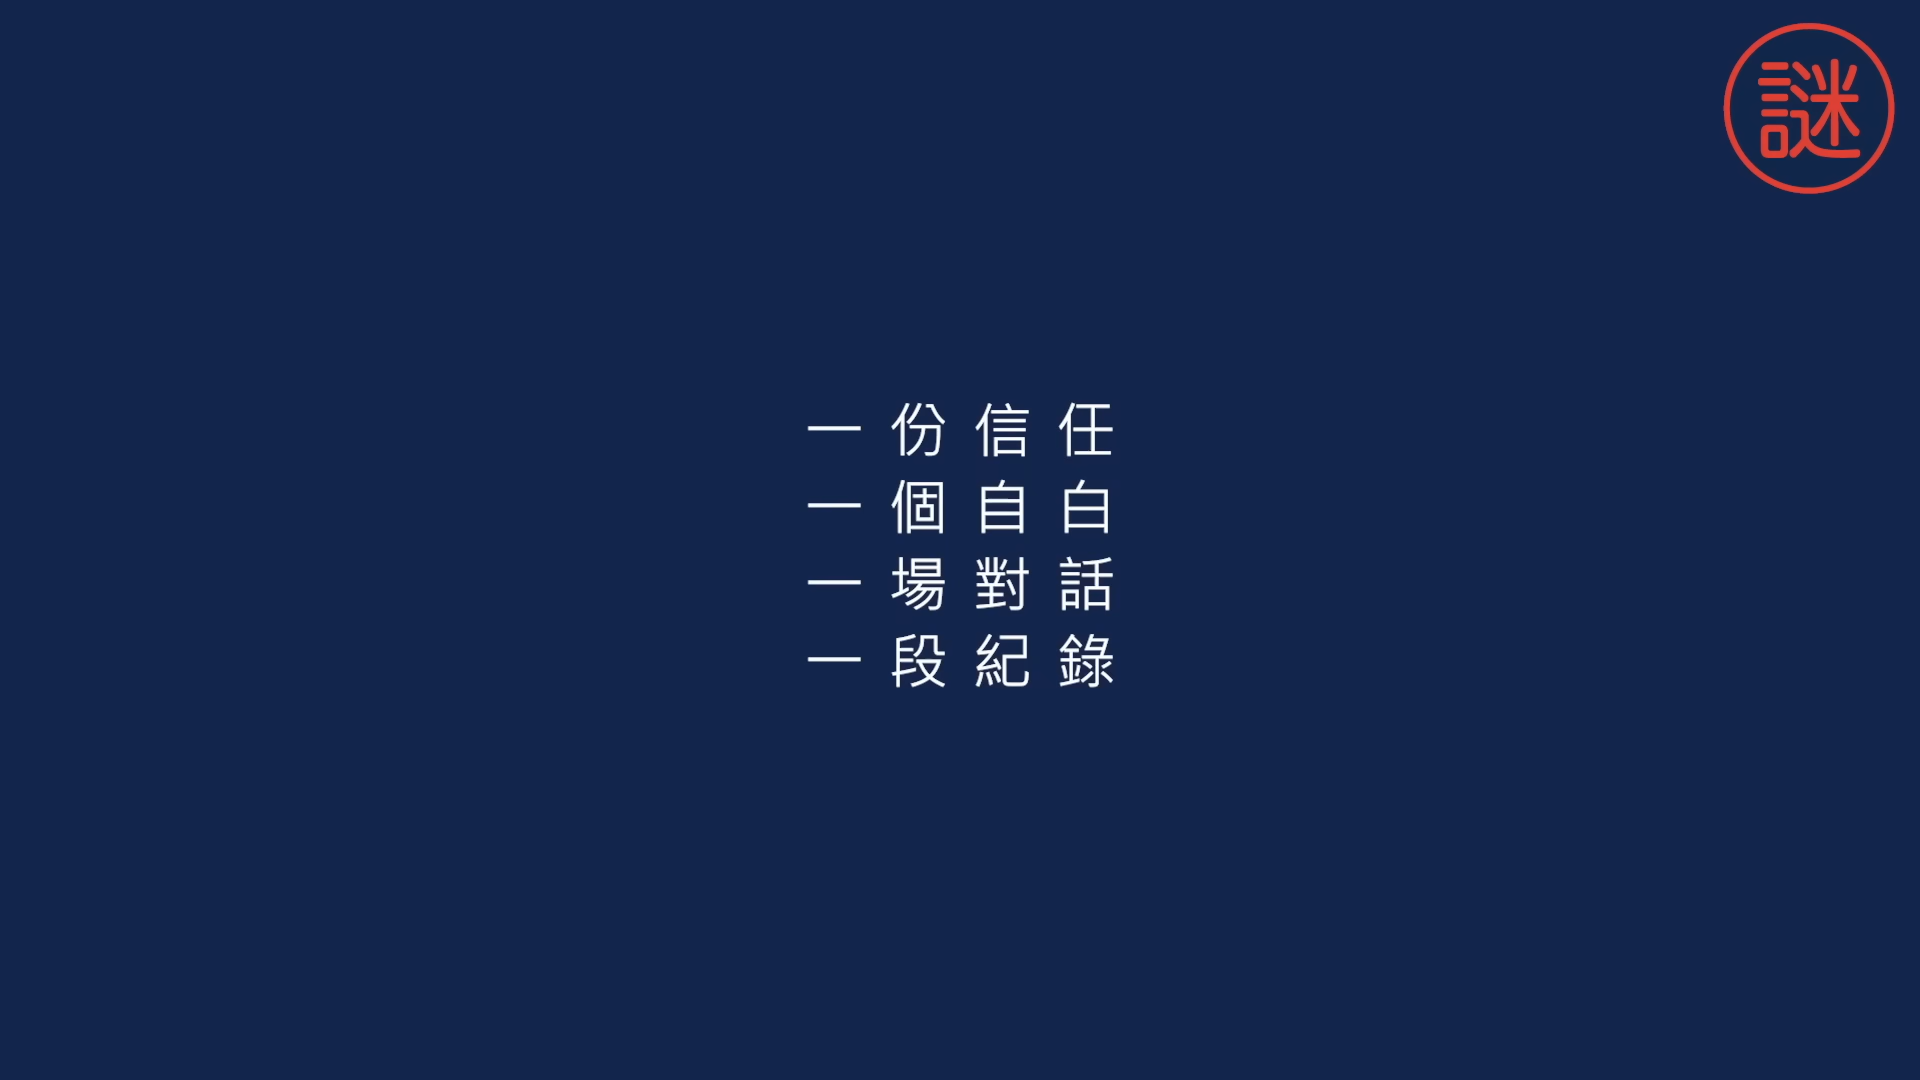 謎
一份信任
一個自白
一場對話
一段紀錄